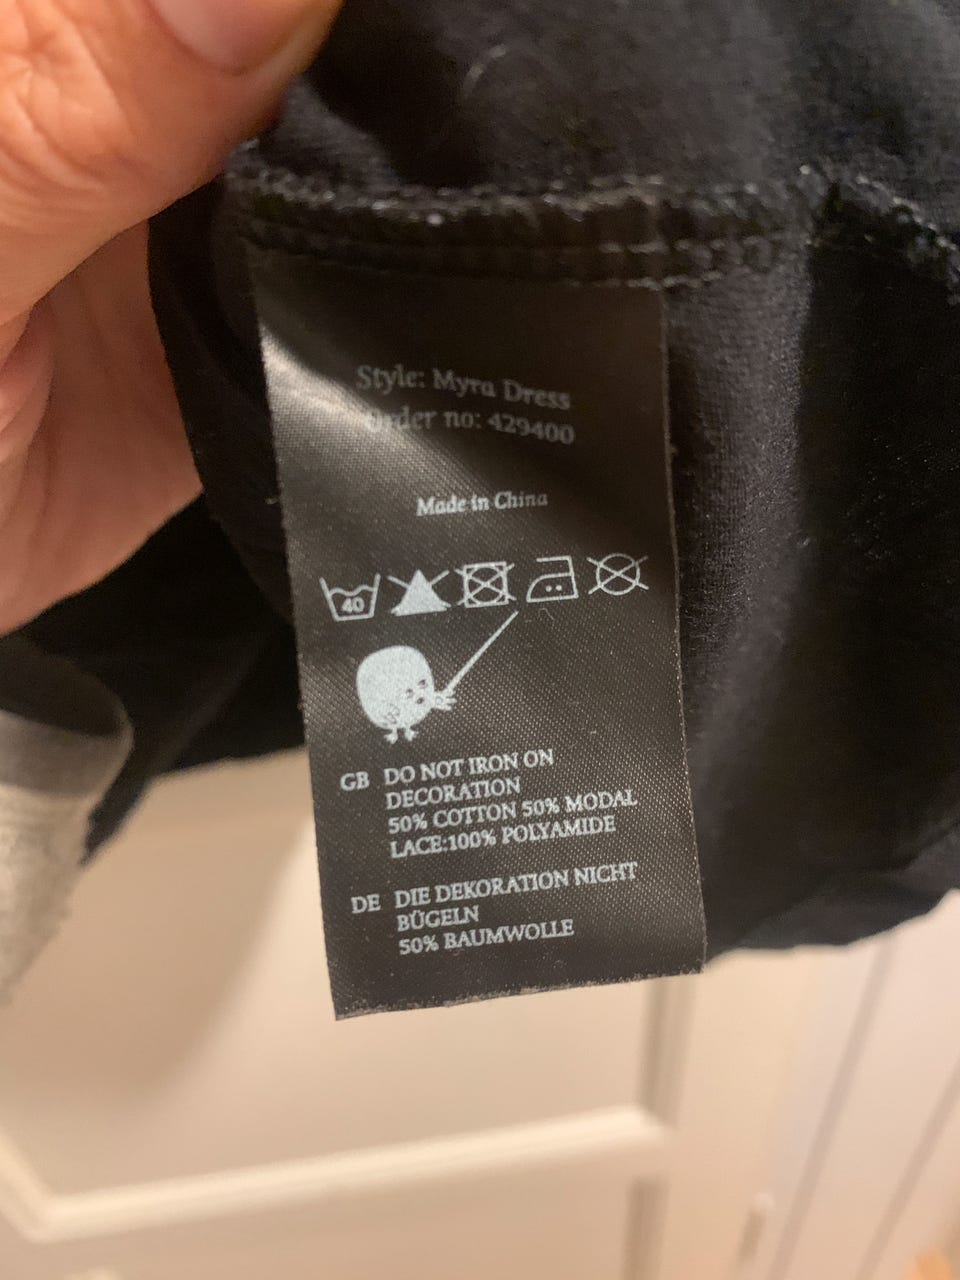 Style: Myra Dress
Order no: 429400
Made in China
40
GB DO NOT IRON ON
DECORATION
50% COTTON 50% MODAL
LACE:100% POLYAMIDE
DE DIE DEKORATION NICHT
BÜGELN
50% BAUMWOLLE